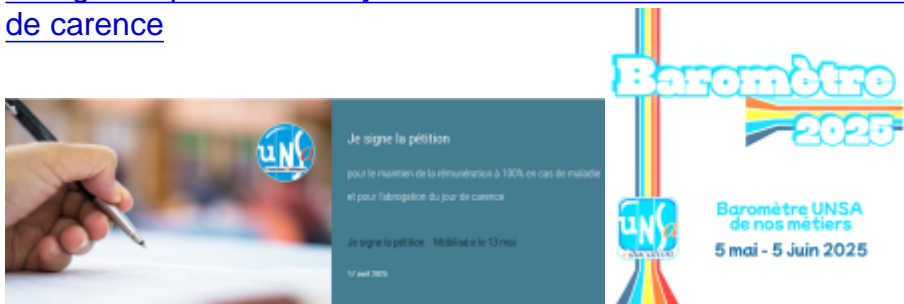 de carence
Baromètre
2025
unsa
Je signe la pétition
pour le maintien de la rémunération à 100% en cas de maladie
et pour l'abrogation du jour de carence
Je signe la pétition Mobilisé.e le 13 mai
17 avril 2025
unsa
Baromètre UNSA
de nos métiers
5 mai - 5 juin 2025